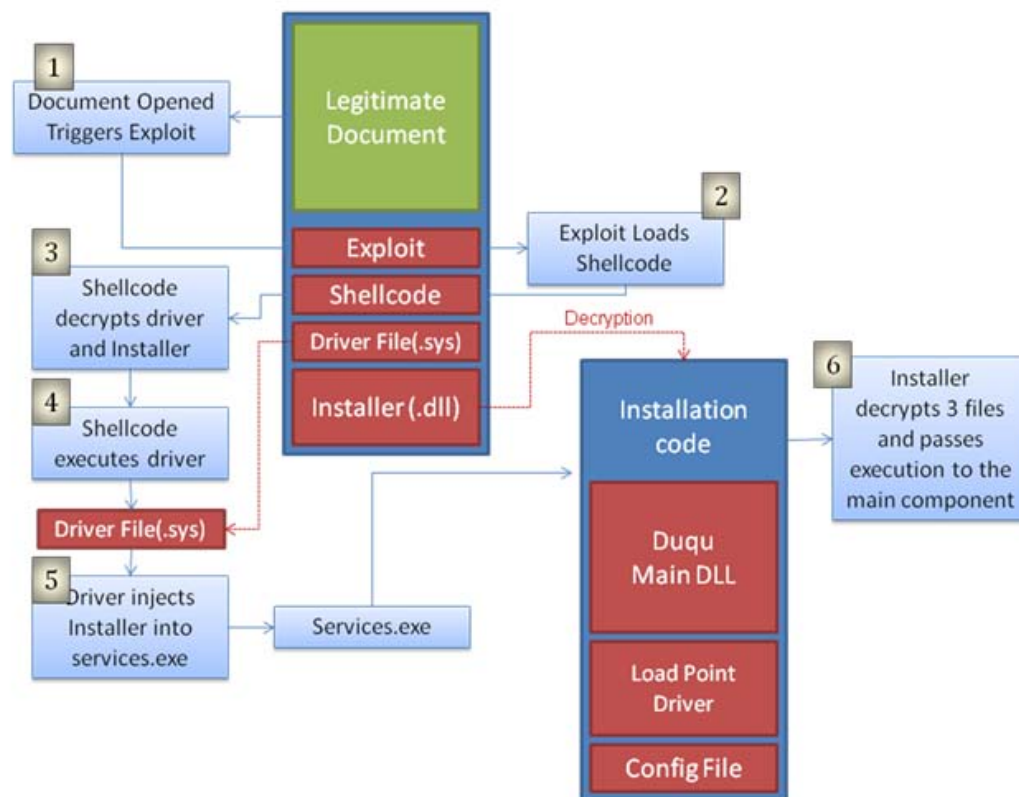 1
Document Opened
Triggers Exploit
Legitimate
Document
Exploit
Shellcode
Driver File(.sys)
Installer (.dll)
2
Exploit Loads
Shellcode
3
Shellcode
decrypts driver
and Installer
4
Shellcode
executes driver
Driver File(.sys)
5
Driver injects
Installer into
services.exe
Services.exe
Decryption
Installation
code
Duqu
Main DLL
Load Point
Driver
Config File
6
Installer
decrypts 3 files
and passes
execution to the
main component